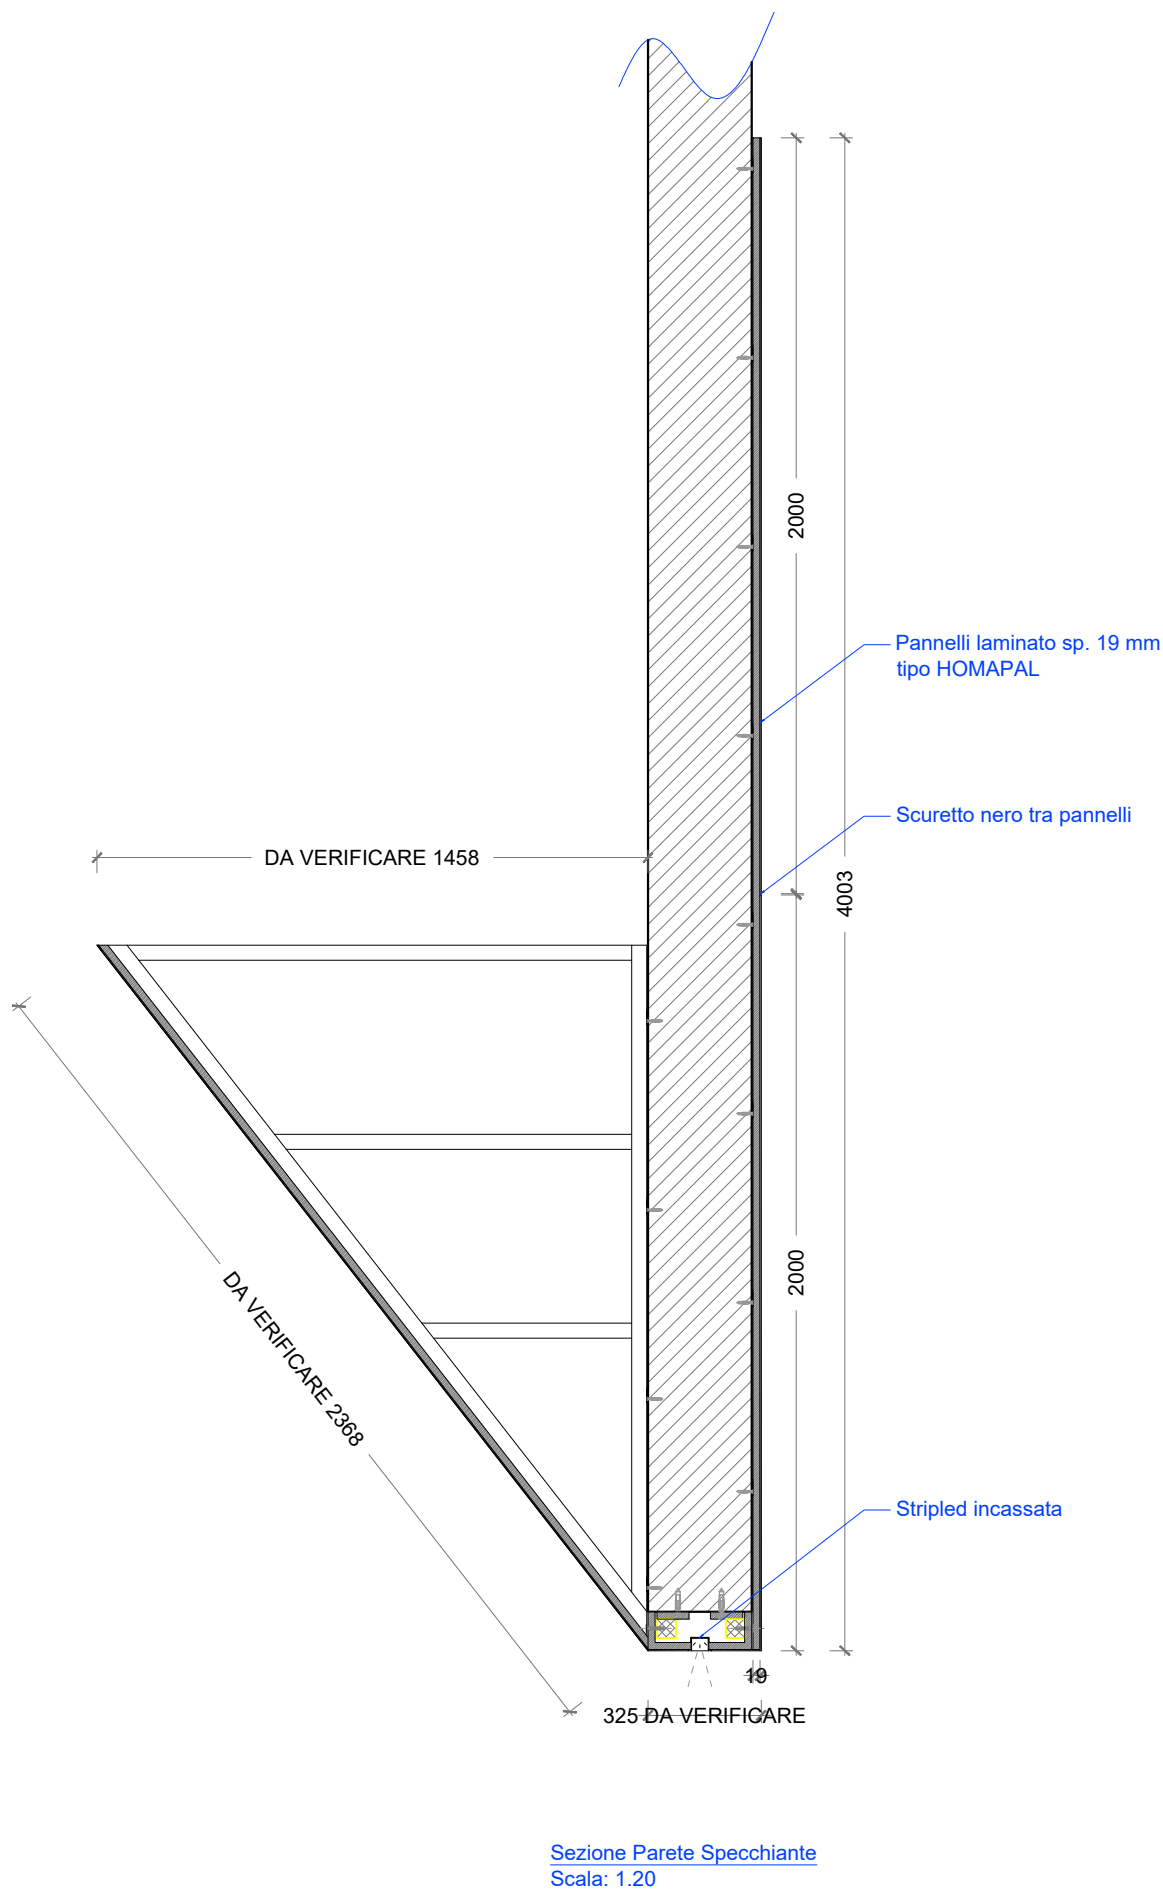 2000
Pannelli laminato sp. 19 mm
tipo HOMAPAL
Scuretto nero tra pannelli
DA VERIFICARE 1458
4003
2000
DA VERIFICARE 2368
Stripled incassata
19
325 DA VERIFICARE
Sezione Parete Specchiante
Scala: 1.20